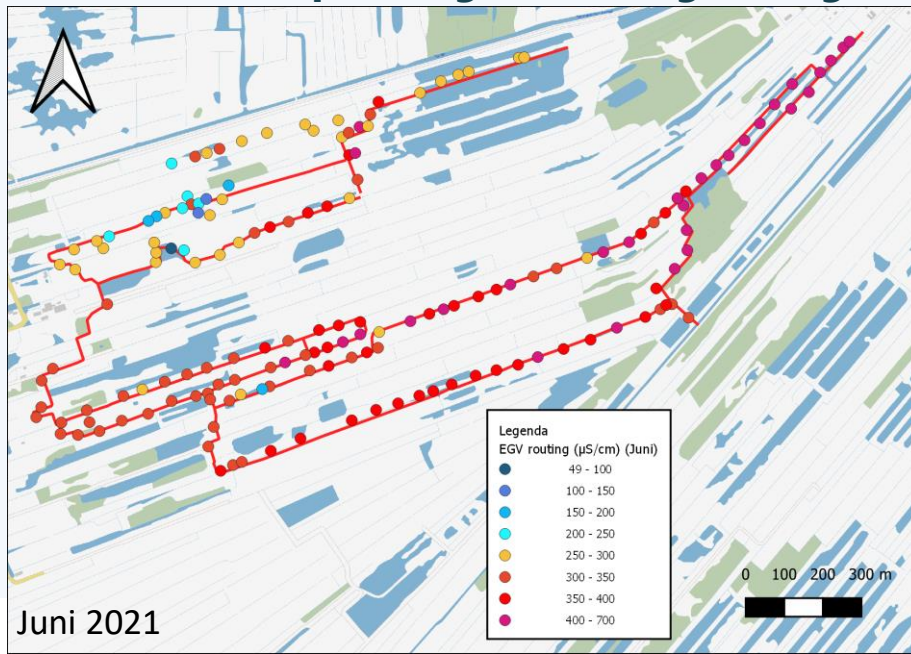 Legenda
EGV routing (µS/cm) (Juni)
49 - 100
100 - 150
150 - 200
200 - 250
250 - 300
300 - 350
350 - 400
400 - 700
0 100 200 300 m
Juni 2021